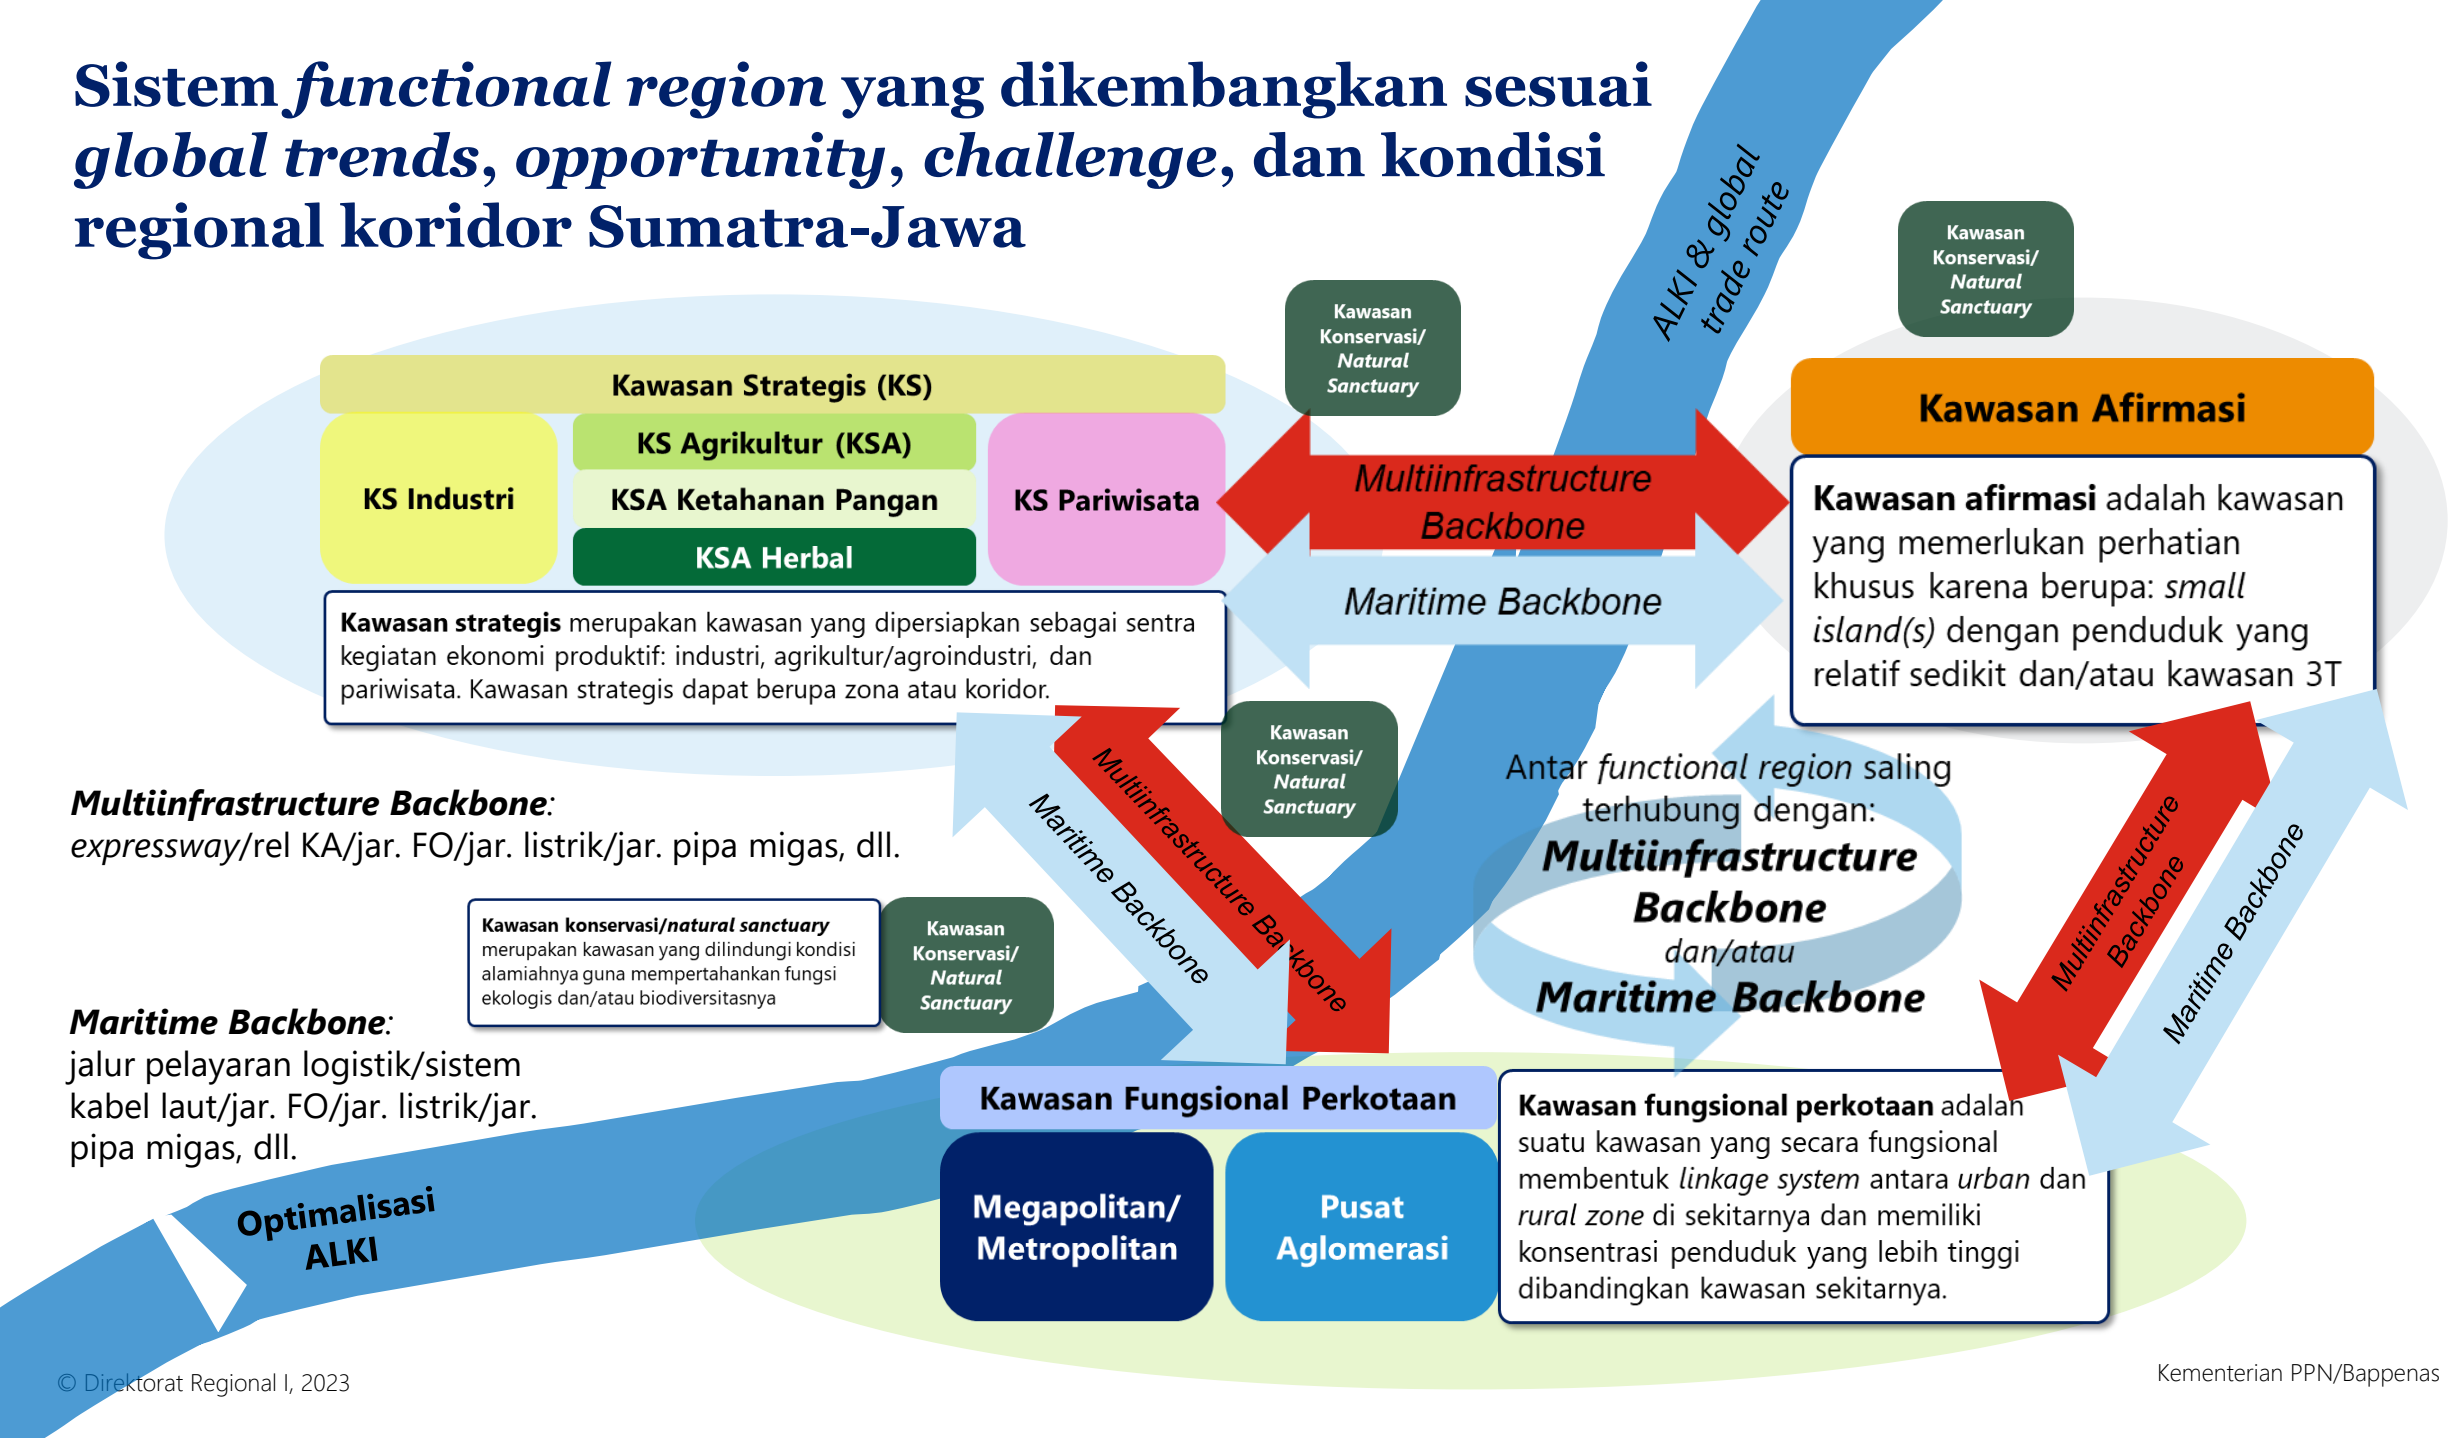 Sistem functional region yang dikembangkan sesuai
global trends, opportunity, challenge, dan kondisi
regional koridor Sumatra-Jawa
ALKI & global
trade route
Kawasan
Konservasi/
Natural
Sanctuary
Kawasan
Konservasi/
Natural
Sanctuary
Kawasan Strategis (KS)
KS Industri
KS Agrikultur (KSA)
KSA Ketahanan Pangan
KSA Herbal
KS Pariwisata
Kawasan strategis merupakan kawasan yang dipersiapkan sebagai sentra
kegiatan ekonomi produktif: industri, agrikultur/agroindustri, dan
pariwisata. Kawasan strategis dapat berupa zona atau koridor.
Multiinfrastructure
Backbone
Maritime Backbone
Kawasan Afirmasi
Kawasan afirmasi adalah kawasan
yang memerlukan perhatian
khusus karena berupa: small
island(s) dengan penduduk yang
relatif sedikit dan/atau kawasan 3T
Kawasan
Konservasi/
Natural
Sanctuary
Multiinfrastructure Backbone
Maritime Backbone
Antar functional region saling
terhubung dengan:
Multiinfrastructure
Backbone
dan/atau
Maritime Backbone
Multiinfrastructure
Backbone
Maritime Backbone
Multiinfrastructure Backbone:
expressway/rel KA/jar. FO/jar. listrik/jar. pipa migas, dll.
Kawasan konservasi/natural sanctuary
merupakan kawasan yang dilindungi kondisi
alamiahnya guna mempertahankan fungsi
ekologis dan/atau biodiversitasnya
Kawasan
Konservasi/
Natural
Sanctuary
Maritime Backbone:
jalur pelayaran logistik/sistem
kabel laut/jar. FO/jar. listrik/jar.
pipa migas, dll.
Optimalisasi
ALKI
Kawasan Fungsional Perkotaan
Megapolitan/
Metropolitan
Pusat
Aglomerasi
Kawasan fungsional perkotaan adalah
suatu kawasan yang secara fungsional
membentuk linkage system antara urban dan
rural zone di sekitarnya dan memiliki
konsentrasi penduduk yang lebih tinggi
dibandingkan kawasan sekitarnya.
© Direktorat Regional I, 2023
Kementerian PPN/Bappenas